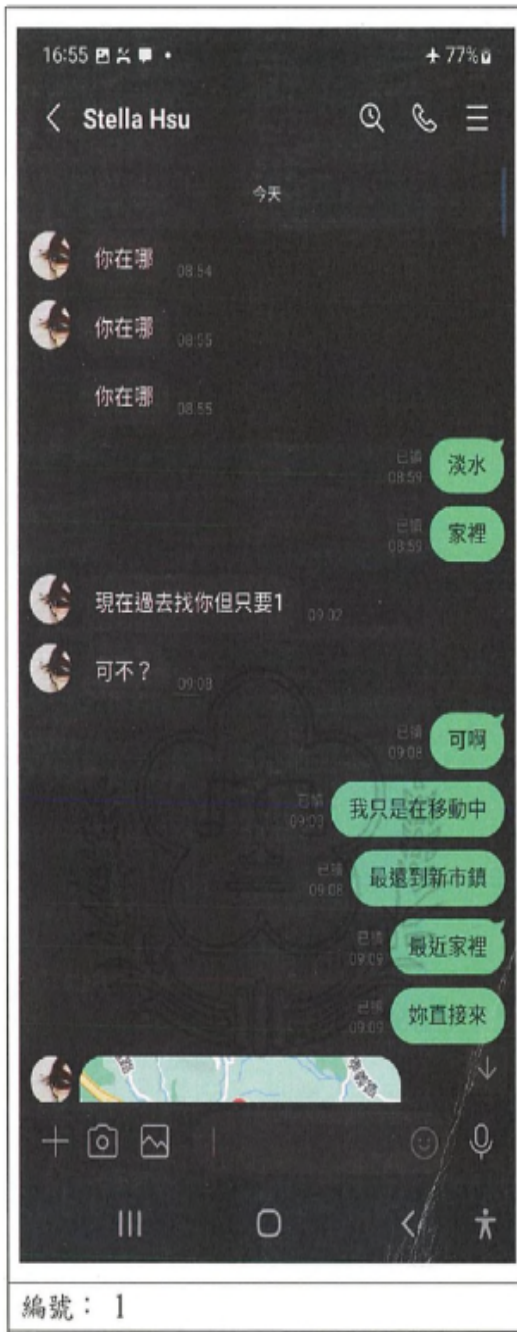 16:55
77%
Stella Hsu
今天
你在哪 08:54
你在哪 08:55
你在哪 08:55
已讀 08:59 淡水
已讀 08:59 家裡
現在過去找你但只要1 09:02
可不？ 09:08
已讀 09:08 可啊
已讀 我只是在移動中
已讀 09:08 最遠到新市鎮
已讀 09:09 最近家裡
已讀 09:09 妳直接來
編號： 1